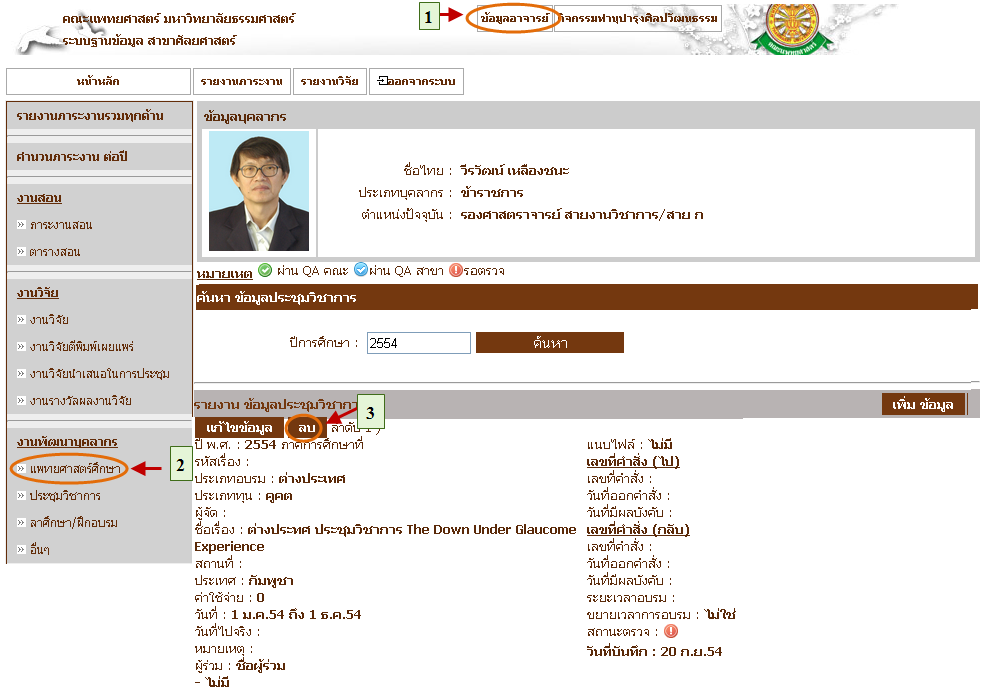 คณะแพทยศาสตร์ มหาวิทยาลัยธรรมศาสตร์
ระบบฐานข้อมูล สาขาศัลยศาสตร์
1
ข้อมูลอาจารย์
กิจกรรมทำนุบำรุงศิลปวัฒนธรรม
หน้าหลัก
รายงานภาระงาน
รายงานวิจัย
ออกจากระบบ
รายงานภาระงานรวมทุกด้าน
คำนวนภาระงาน ต่อปี
งานสอน
ภาระงานสอน
ตารางสอน
งานวิจัย
งานวิจัย
งานวิจัยตีพิมพ์เผยแพร่
งานวิจัยนำเสนอในการประชุม
งานรางวัลผลงานวิจัย
งานพัฒนาบุคลากร
แพทยศาสตร์ศึกษา
2
ประชุมวิชาการ
ลาศึกษา/ฝึกอบรม
อื่นๆ
ข้อมูลบุคลากร
ชื่อไทย : วีรวัฒน์ เหลืองชนะ
ประเภทบุคลากร : ข้าราชการ
ตำแหน่งปัจจุบัน : รองศาสตราจารย์ สายงานวิชาการ/สาย ก
หมายเหตุ ผ่าน QA คณะ ผ่าน QA สาขา รอตรวจ
ค้นหา ข้อมูลประชุมวิชาการ
ปีการศึกษา : 2554 ค้นหา
รายงาน ข้อมูลประชุมวิชากา
3
เพิ่ม ข้อมูล
แก้ไขข้อมูล ลบ ลำดับ 1
ปี พ.ศ. : 2554 ภาคการศึกษาที่
รหัสเรื่อง :
ประเภทอบรม : ต่างประเทศ
ประเภททุน : คูคต
ผู้จัด :
ชื่อเรื่อง : ต่างประทศ ประชุมวิชาการ The Down Under Glaucome
Experience
สถานที่ :
ประเทศ : กัมพูชา
ค่าใช้จ่าย : 0
วันที่ : 1 ม.ค.54 ถึง 1 ธ.ค.54
วันที่ไปจริง :
หมายเหตุ :
ผู้ร่วม : ชื่อผู้ร่วม
- ไม่มี
แนบไฟล์ : ไม่มี
เลขที่คำสั่ง (ไป)
เลขที่คำสั่ง :
วันที่ออกคำสั่ง :
วันที่มีผลบังคับ :
เลขที่คำสั่ง (กลับ)
เลขที่คำสั่ง :
วันที่ออกคำสั่ง :
วันที่มีผลบังคับ :
ระยะเวลาอบรม :
ขยายเวลาการอบรม : ไม่ใช่
สถานะตรวจ :
วันที่บันทึก : 20 ก.ย.54